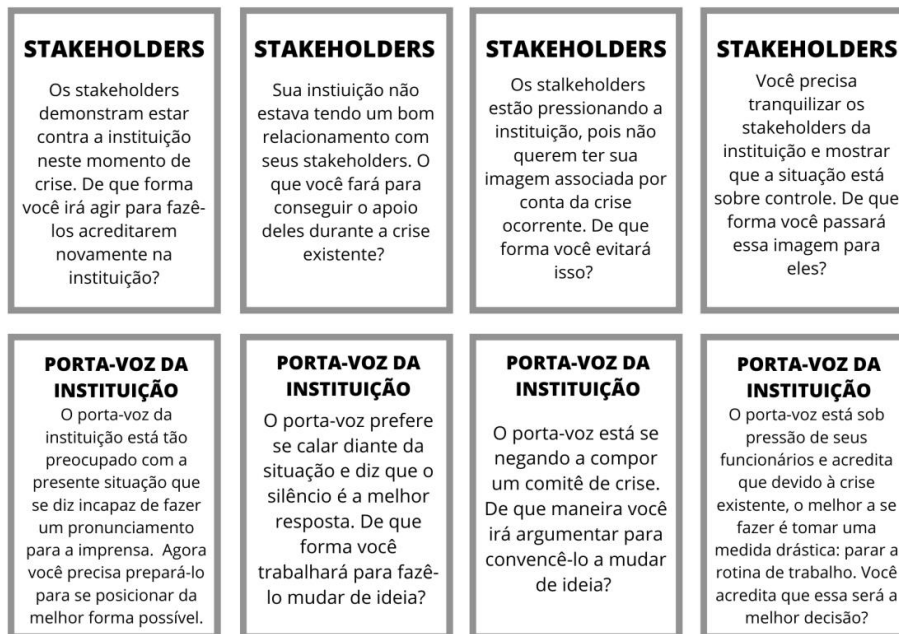 STAKEHOLDERS
Os stakeholders
demonstram estar
contra a instituição
neste momento de
crise. De que forma
você irá agir para fazê-
los acreditarem
novamente na
instituição?
STAKEHOLDERS
Sua instiuição não
estava tendo um bom
relacionamento com
seus stakeholders. O
que você fará para
conseguir o apoio
deles durante a crise
existente?
STAKEHOLDERS
Os stalkeholders
estão pressionando a
instituição, pois não
querem ter sua
imagem associada por
conta da crise
ocorrente. De que
forma você evitará
isso?
STAKEHOLDERS
Você precisa
tranquilizar os
stakeholders da
instituição e mostrar
que a situação está
sobre controle. De que
forma você passará
essa imagem para
eles?
PORTA-VOZ DA
INSTITUIÇÃO
O porta-voz da
instituição está tão
preocupado com a
presente situação que
se diz incapaz de fazer
um pronunciamento
para a imprensa. Agora
você precisa prepará-lo
para se posicionar da
melhor forma possível.
PORTA-VOZ DA
INSTITUIÇÃO
O porta-voz prefere
se calar diante da
situação e diz que o
silêncio é a melhor
resposta. De que
forma você
trabalhará para fazê-
lo mudar de ideia?
PORTA-VOZ DA
INSTITUIÇÃO
O porta-voz está se
negando a compor
um comitê de crise.
De que maneira você
irá argumentar para
convencê-lo a mudar
de ideia?
PORTA-VOZ DA
INSTITUIÇÃO
O porta-voz está sob
pressão de seus
funcionários e acredita
que devido à crise
existente, o melhor a se
fazer é tomar uma
medida drástica: parar a
rotina de trabalho. Você
acredita que essa será a
melhor decisão?